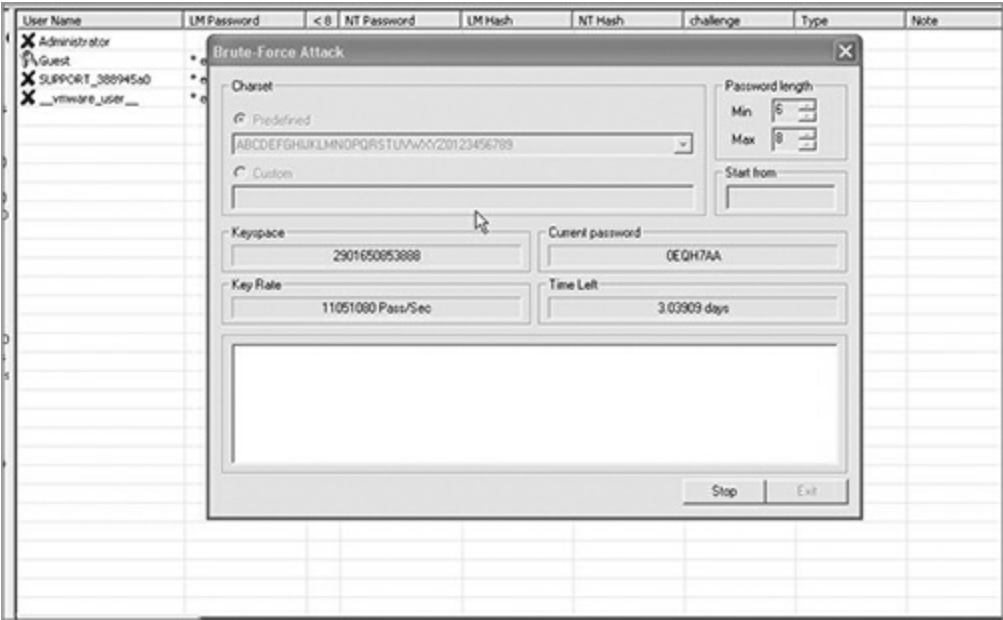 User Name LM Password < 8 NT Password LM Hash NT Hash challenge Type Note
Administrator
Guest
SUPPORT_388945a0
__vmware_user__
* e
* e
* e
Brute-Force Attack
Charset
Predefined
ABCDEFGHIJKLMNOPQRSTUVWXYZ0123456789
Custom
Password length
Min 6
Max 8
Start from
Keyspace
2901650853888
Current password
0EQH7AA
Key Rate
11051080 Pass/Sec
Time Left
3.03909 days
Stop Exit